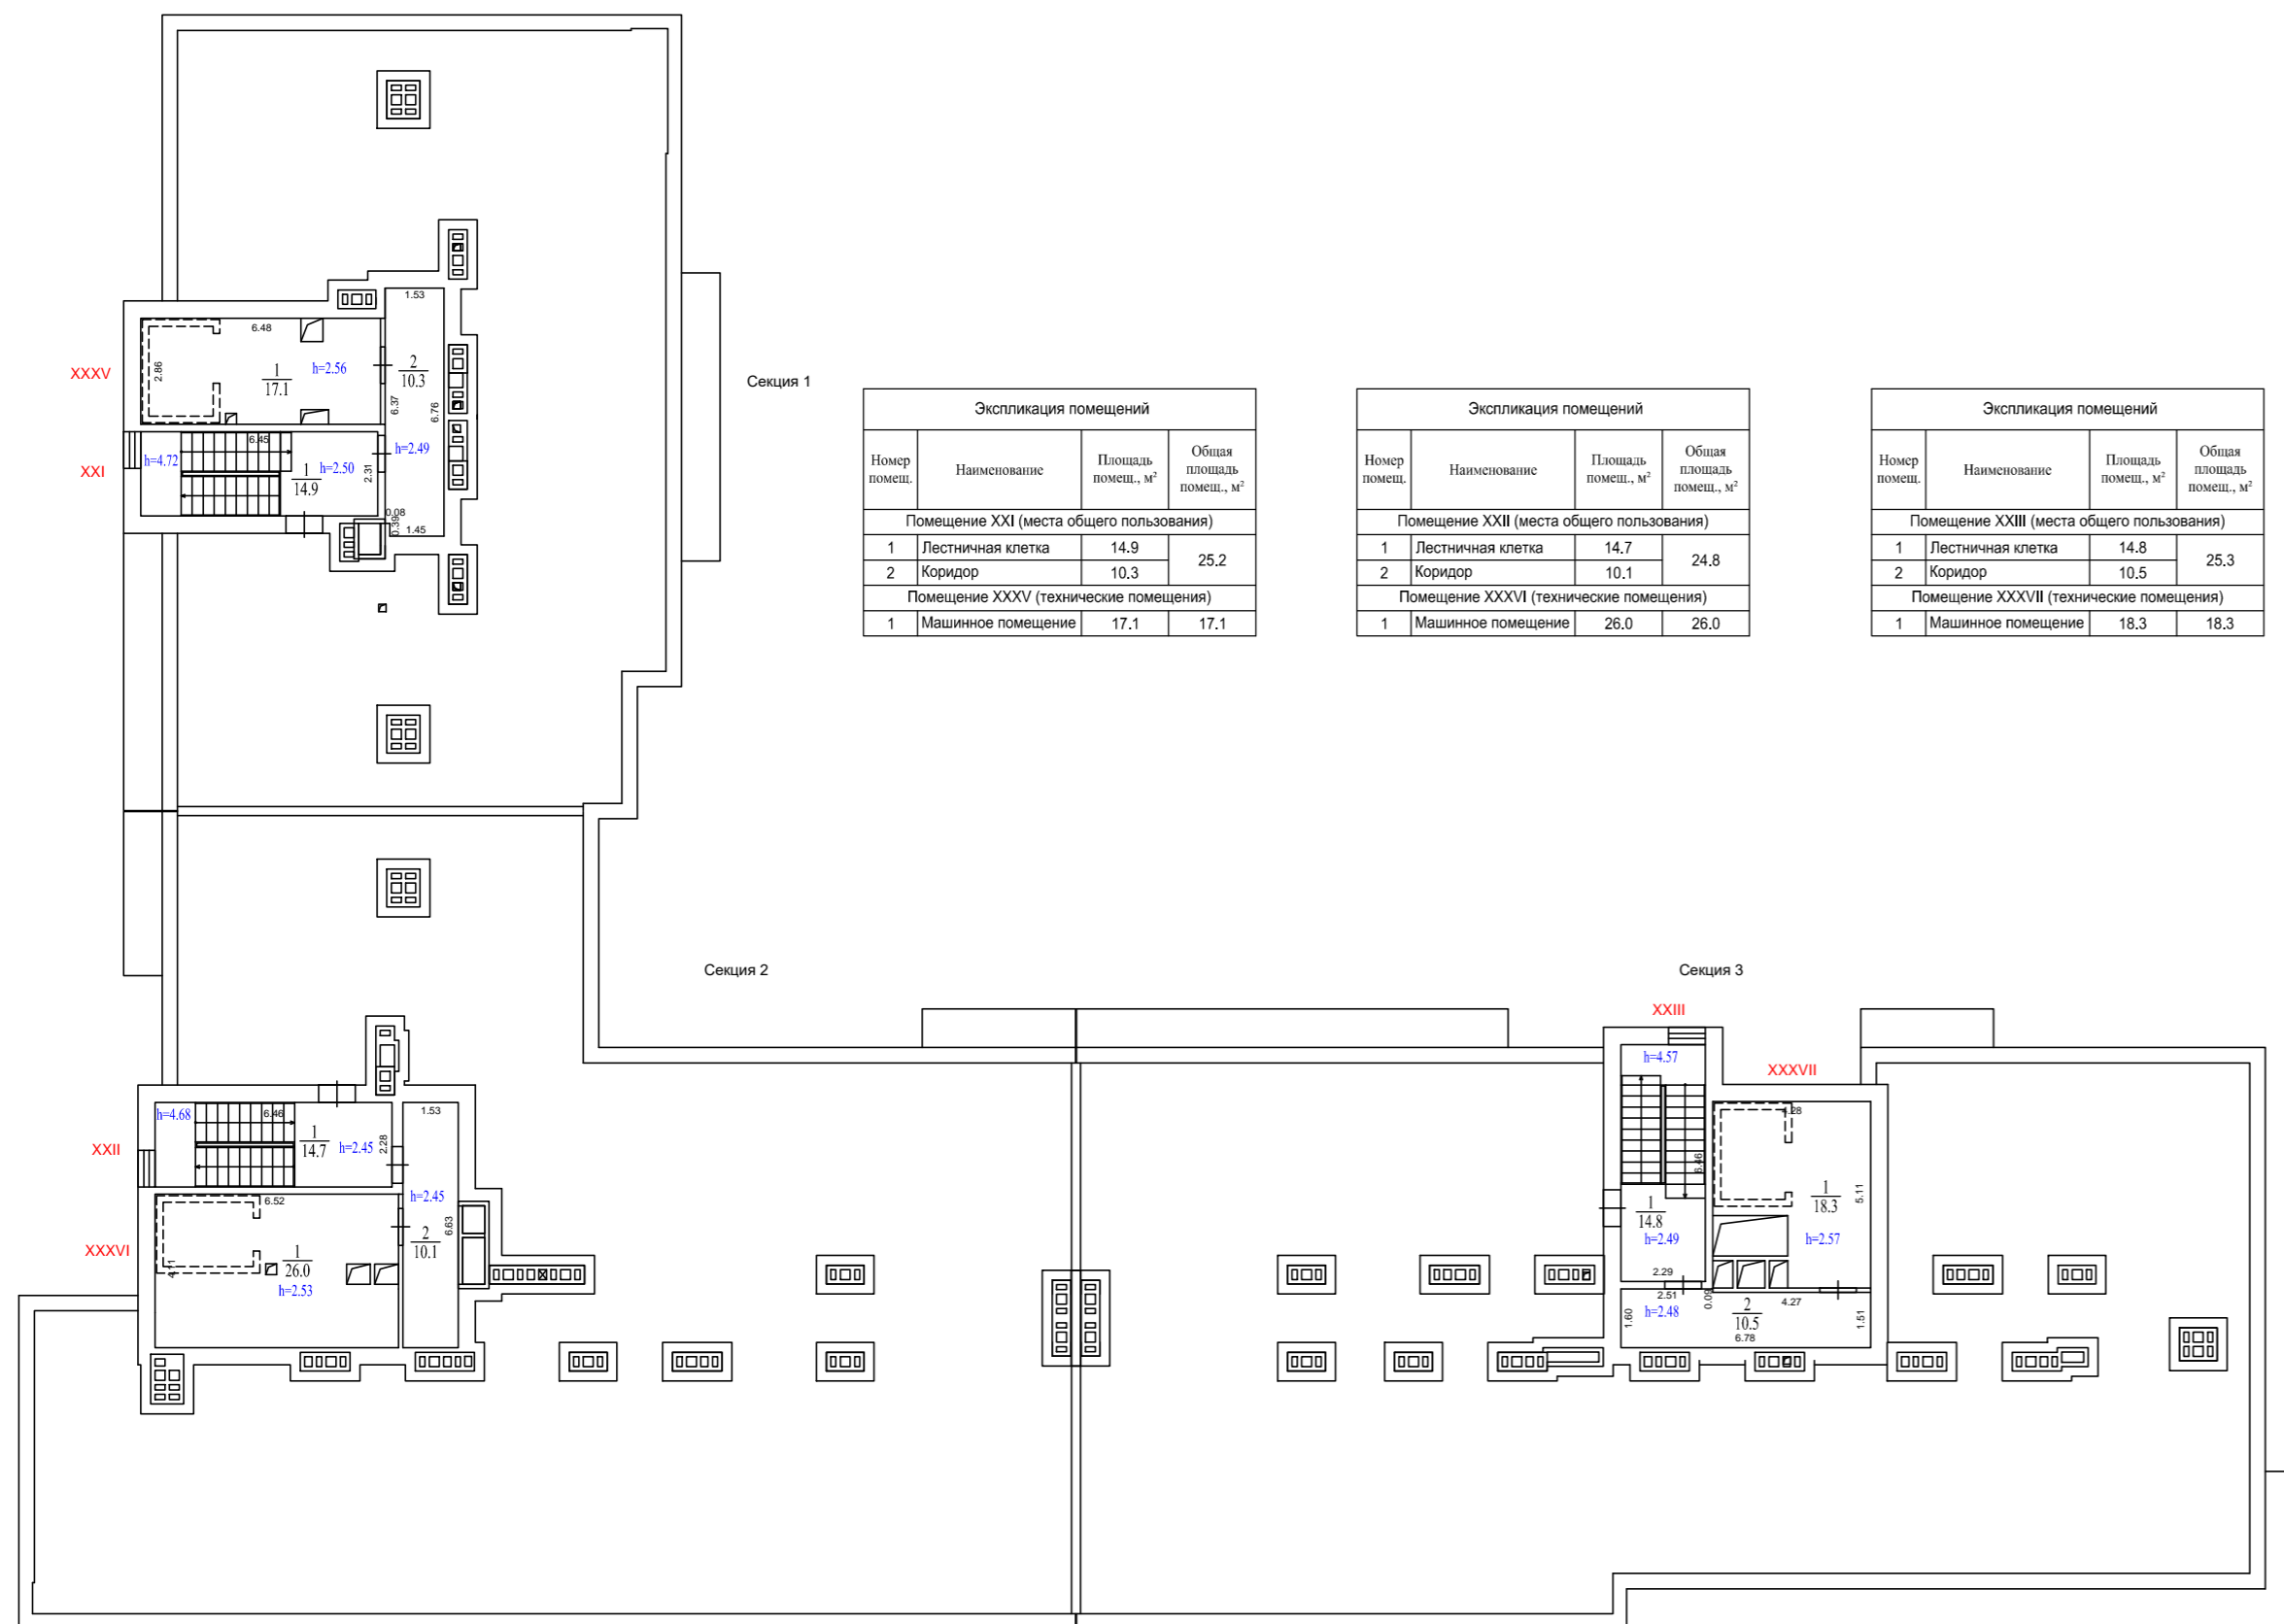 1.53
6.48
XXXV
2.86
1
17.1
h=2.56
2
10.3
6.37
6.76
Секция 1
XXI
h=4.72
6.45
1
14.9
h=2.50
2.31
h=2.49
0.08
0.39
1.45
Экспликация помещений
Номер помещ.
Наименование
Площадь помещ., м²
Общая площадь помещ., м²
Помещение XXI (места общего пользования)
1 Лестничная клетка 14.9 25.2
2 Коридор 10.3
Помещение XXXV (технические помещения)
1 Машинное помещение 17.1 17.1
Экспликация помещений
Номер помещ.
Наименование
Площадь помещ., м²
Общая площадь помещ., м²
Помещение XXII (места общего пользования)
1 Лестничная клетка 14.7 24.8
2 Коридор 10.1
Помещение XXXVI (технические помещения)
1 Машинное помещение 26.0 26.0
Экспликация помещений
Номер помещ.
Наименование
Площадь помещ., м²
Общая площадь помещ., м²
Помещение XXIII (места общего пользования)
1 Лестничная клетка 14.8 25.3
2 Коридор 10.5
Помещение XXXVII (технические помещения)
1 Машинное помещение 18.3 18.3
Секция 2
Секция 3
h=4.68
6.46
1.53
XXII
1
14.7
h=2.45
2.28
h=2.45
6.52
2
10.1
6.63
XXXVI
4.11
1
26.0
h=2.53
XXIII
h=4.57
XXXVII
4.28
6.46
1
14.8
h=2.49
1
18.3
5.11
h=2.57
2.29
2.51
0.09
4.27
h=2.48
1.60
2
10.5
1.51
6.78